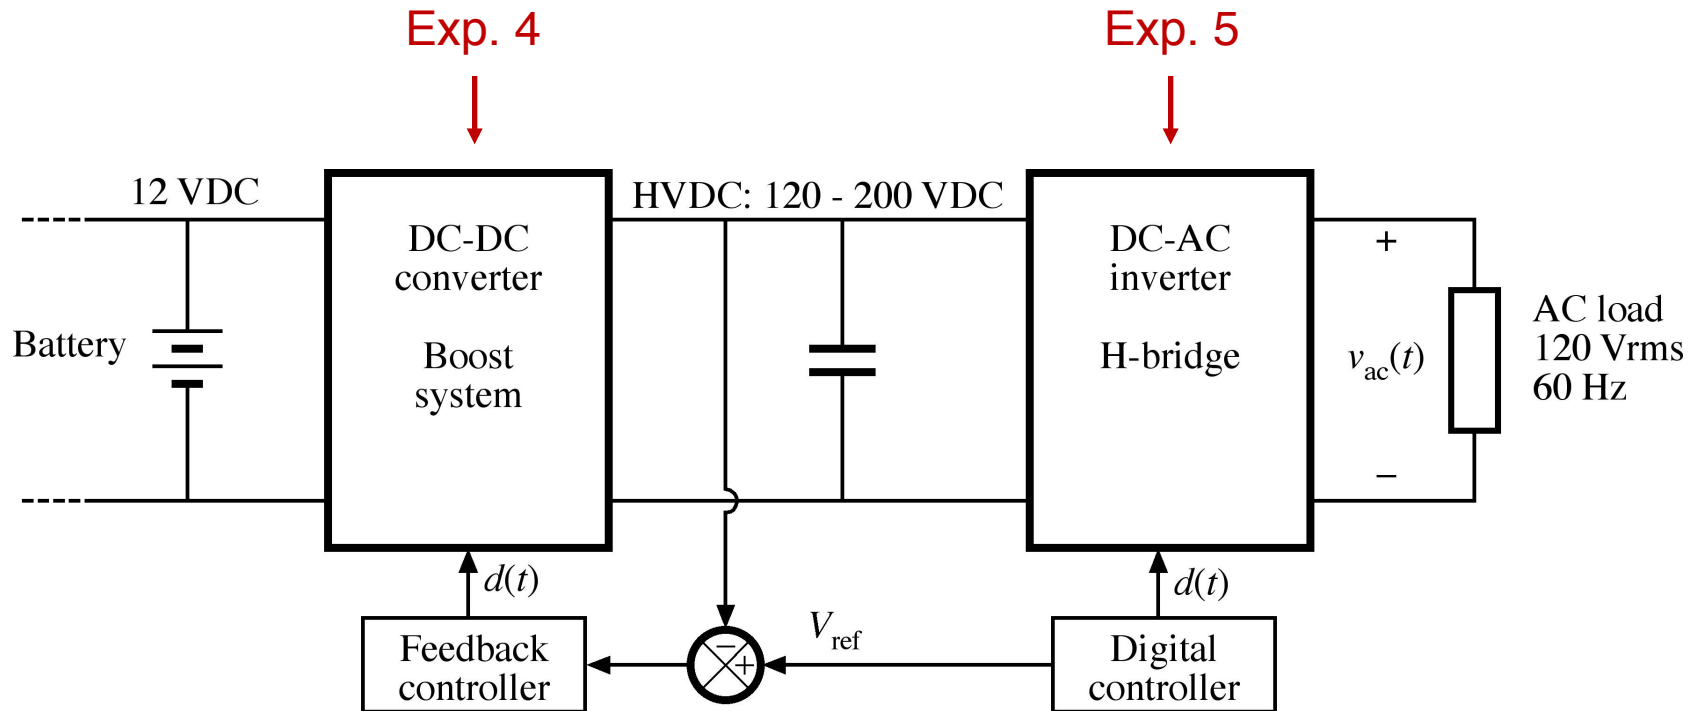 Exp. 4
Exp. 5
12 VDC
HVDC: 120 - 200 VDC
DC-DC
converter
Boost
system
DC-AC
inverter
H-bridge
Battery
+
vac(t)
–
AC load
120 Vrms
60 Hz
d(t)
d(t)
Feedback
controller
–
+
Vref
Digital
controller